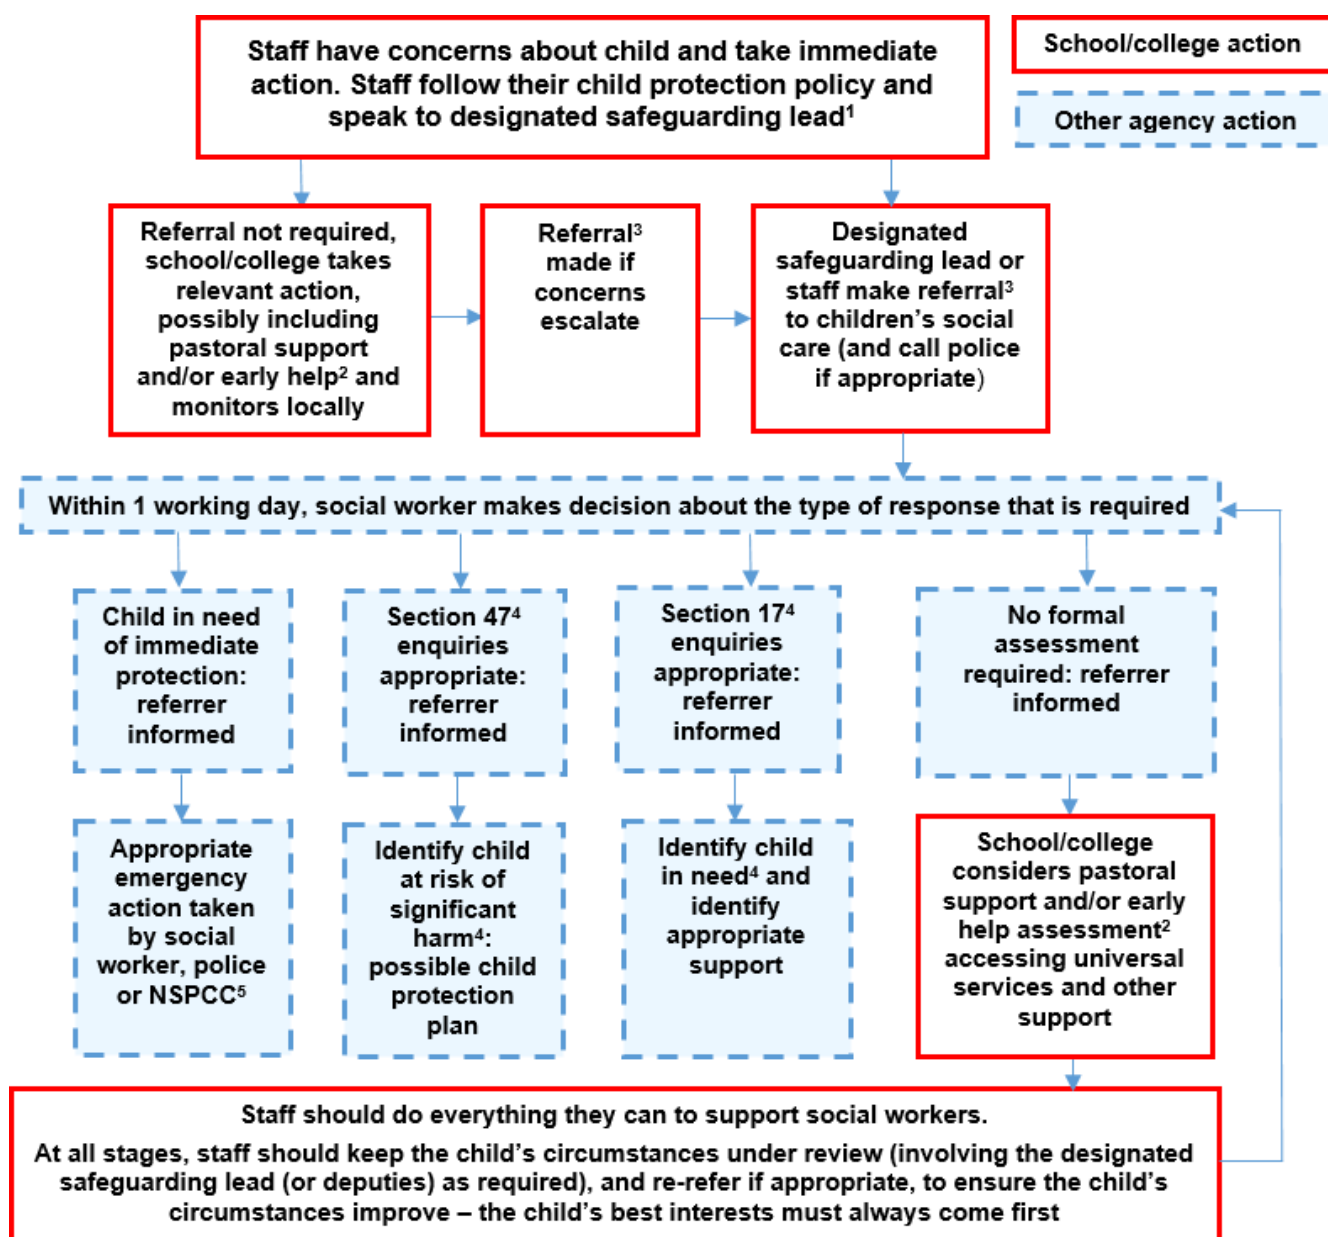 Staff have concerns about child and take immediate
action. Staff follow their child protection policy and
speak to designated safeguarding lead¹
School/college action
Other agency action
Referral not required,
school/college takes
relevant action,
possibly including
pastoral support
and/or early help² and
monitors locally
Referral³
made if
concerns
escalate
Designated
safeguarding lead or
staff make referral³
to children’s social
care (and call police
if appropriate)
Within 1 working day, social worker makes decision about the type of response that is required
Child in need
of immediate
protection:
referrer
informed
Section 47⁴
enquiries
appropriate:
referrer
informed
Section 17⁴
enquiries
appropriate:
referrer
informed
No formal
assessment
required: referrer
informed
Appropriate
emergency
action taken
by social
worker, police
or NSPCC⁵
Identify child
at risk of
significant
harm⁴:
possible child
protection
plan
Identify child
in need⁴ and
identify
appropriate
support
School/college
considers pastoral
support and/or early
help assessment²
accessing universal
services and other
support
Staff should do everything they can to support social workers.
At all stages, staff should keep the child’s circumstances under review (involving the designated
safeguarding lead (or deputies) as required), and re-refer if appropriate, to ensure the child’s
circumstances improve – the child’s best interests must always come first